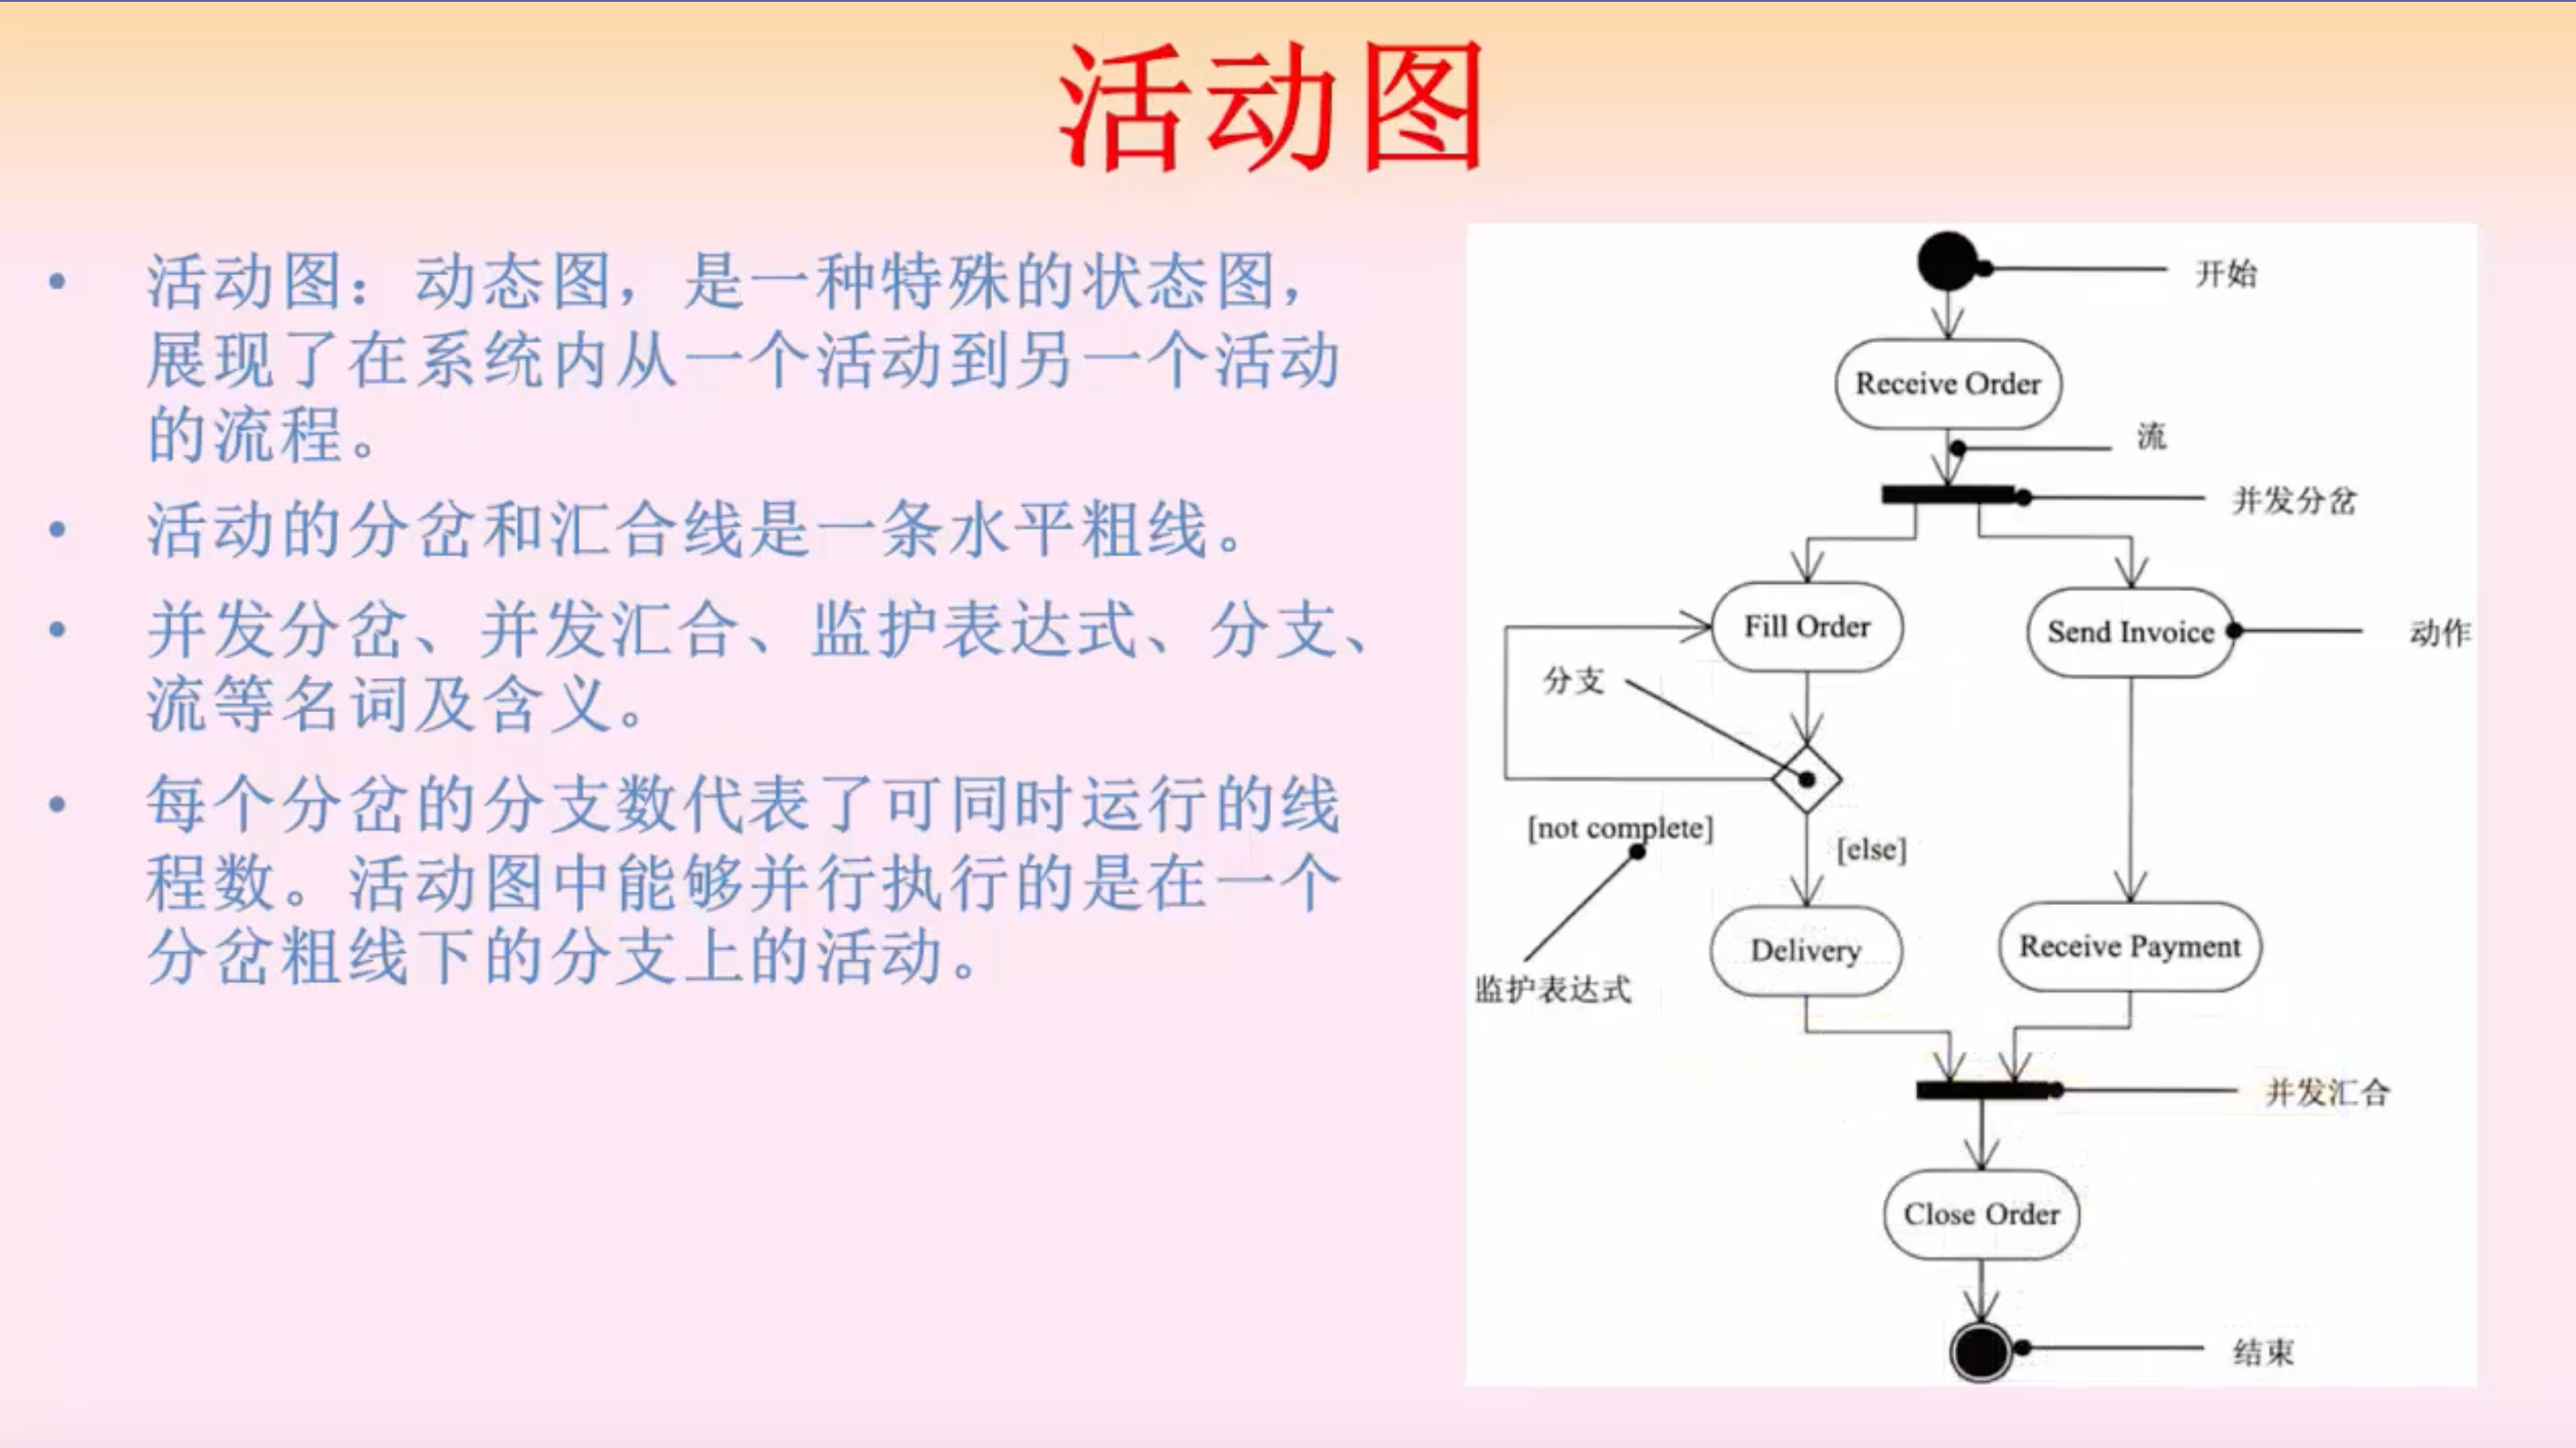 活动图
• 活动图：动态图，是一种特殊的状态图，
展现了在系统内从一个活动到另一个活动
的流程。
• 活动的分岔和汇合线是一条水平粗线。
• 并发分岔、并发汇合、监护表达式、分支、
流等名词及含义。
• 每个分岔的分支数代表了可同时运行的线
程数。活动图中能够并行执行的是在一个
分岔粗线下的分支上的活动。
开始
Receive Order
流
并发分岔
Fill Order
Send Invoice
动作
分支
[not complete]
[else]
Delivery
Receive Payment
监护表达式
并发汇合
Close Order
结束